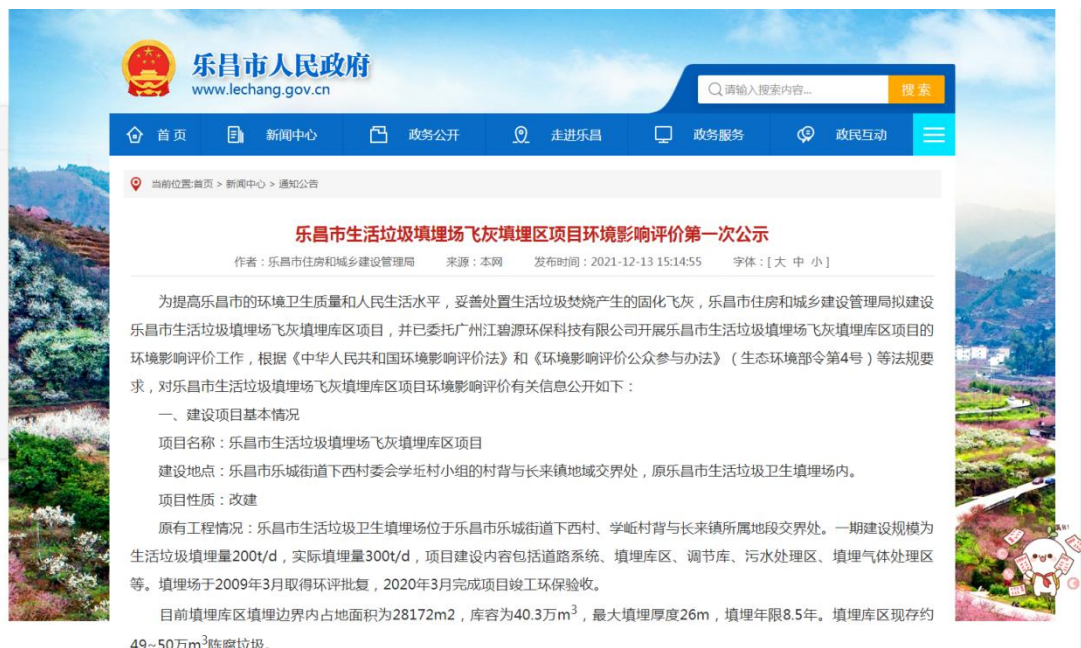 乐昌市人民政府
www.lechang.gov.cn
请输入搜索内容...
搜索
首页 新闻中心 政务公开 走进乐昌 政务服务 政民互动
当前位置:首页 > 新闻中心 > 通知公告
乐昌市生活垃圾填埋场飞灰填埋区项目环境影响评价第一次公示
作者：乐昌市住房和城乡建设管理局 来源：本网 发布时间：2021-12-13 15:14:55 字体：[ 大 中 小 ]
为提高乐昌市的环境卫生质量和人民生活水平，妥善处置生活垃圾焚烧产生的固化飞灰，乐昌市住房和城乡建设管理局拟建设
乐昌市生活垃圾填埋场飞灰填埋库区项目，并已委托广州江碧源环保科技有限公司开展乐昌市生活垃圾填埋场飞灰填埋库区项目的
环境影响评价工作，根据《中华人民共和国环境影响评价法》和《环境影响评价公众参与办法》（生态环境部令第4号）等法规要
求，对乐昌市生活垃圾填埋场飞灰填埋库区项目环境影响评价有关信息公开如下：
一、建设项目基本情况
项目名称：乐昌市生活垃圾填埋场飞灰填埋库区项目
建设地点：乐昌市乐城街道下西村委会学坵村小组的村背与长来镇地域交界处，原乐昌市生活垃圾卫生填埋场内。
项目性质：改建
原有工程情况：乐昌市生活垃圾卫生填埋场位于乐昌市乐城街道下西村、学岖村背与长来镇所属地段交界处。一期建设规模为
生活垃圾填埋量200t/d，实际填埋量300t/d，项目建设内容包括道路系统、填埋库区、调节库、污水处理区、填埋气体处理区
等。填埋场于2009年3月取得环评批复，2020年3月完成项目竣工环保验收。
目前填埋库区填埋边界内占地面积为28172m2，库容为40.3万m³，最大填埋厚度26m，填埋年限8.5年。填埋库区现存约
49~50万m³陈腐垃圾。